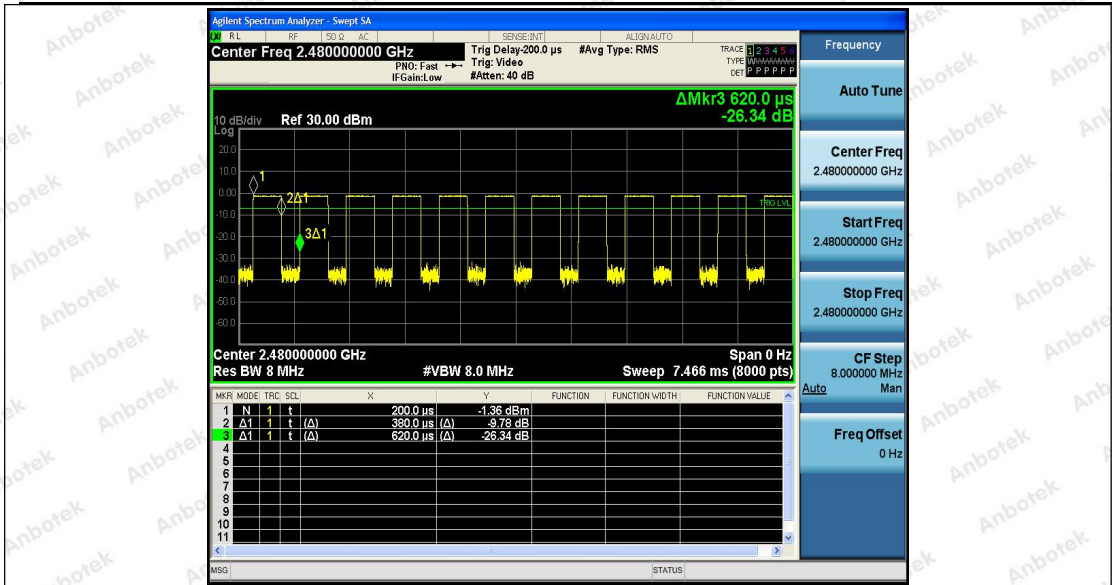 Agilent Spectrum Analyzer - Swept SA
RL RF 50 Ω AC SENSE:INT ALIGNAUTO
Center Freq 2.480000000 GHz
PNO: Fast
IFGain:Low
Trig Delay-200.0 µs
Trig: Video
#Atten: 40 dB
#Avg Type: RMS
TRACE 1 2 3 4 5 6
TYPE
DET P P P P P P
ΔMkr3 620.0 µs
-26.34 dB
10 dB/div Ref 30.00 dBm
Log
20.0
10.0
0.00
-10.0
-20.0
-30.0
-40.0
-50.0
-60.0
1
2Δ1
3Δ1
TRIG LVL
Center 2.480000000 GHz Span 0 Hz
Res BW 8 MHz #VBW 8.0 MHz Sweep 7.466 ms (8000 pts)
MKR MODE TRC SCL X Y FUNCTION FUNCTION WIDTH FUNCTION VALUE
1 N 1 t 200.0 µs -1.36 dBm
2 Δ1 1 t (Δ) 380.0 µs (Δ) -9.78 dB
3 Δ1 1 t (Δ) 620.0 µs (Δ) -26.34 dB
4
5
6
7
8
9
10
11
MSG STATUS
Frequency
Auto Tune
Center Freq
2.480000000 GHz
Start Freq
2.480000000 GHz
Stop Freq
2.480000000 GHz
CF Step
8.000000 MHz
Auto Man
Freq Offset
0 Hz
Anbotek